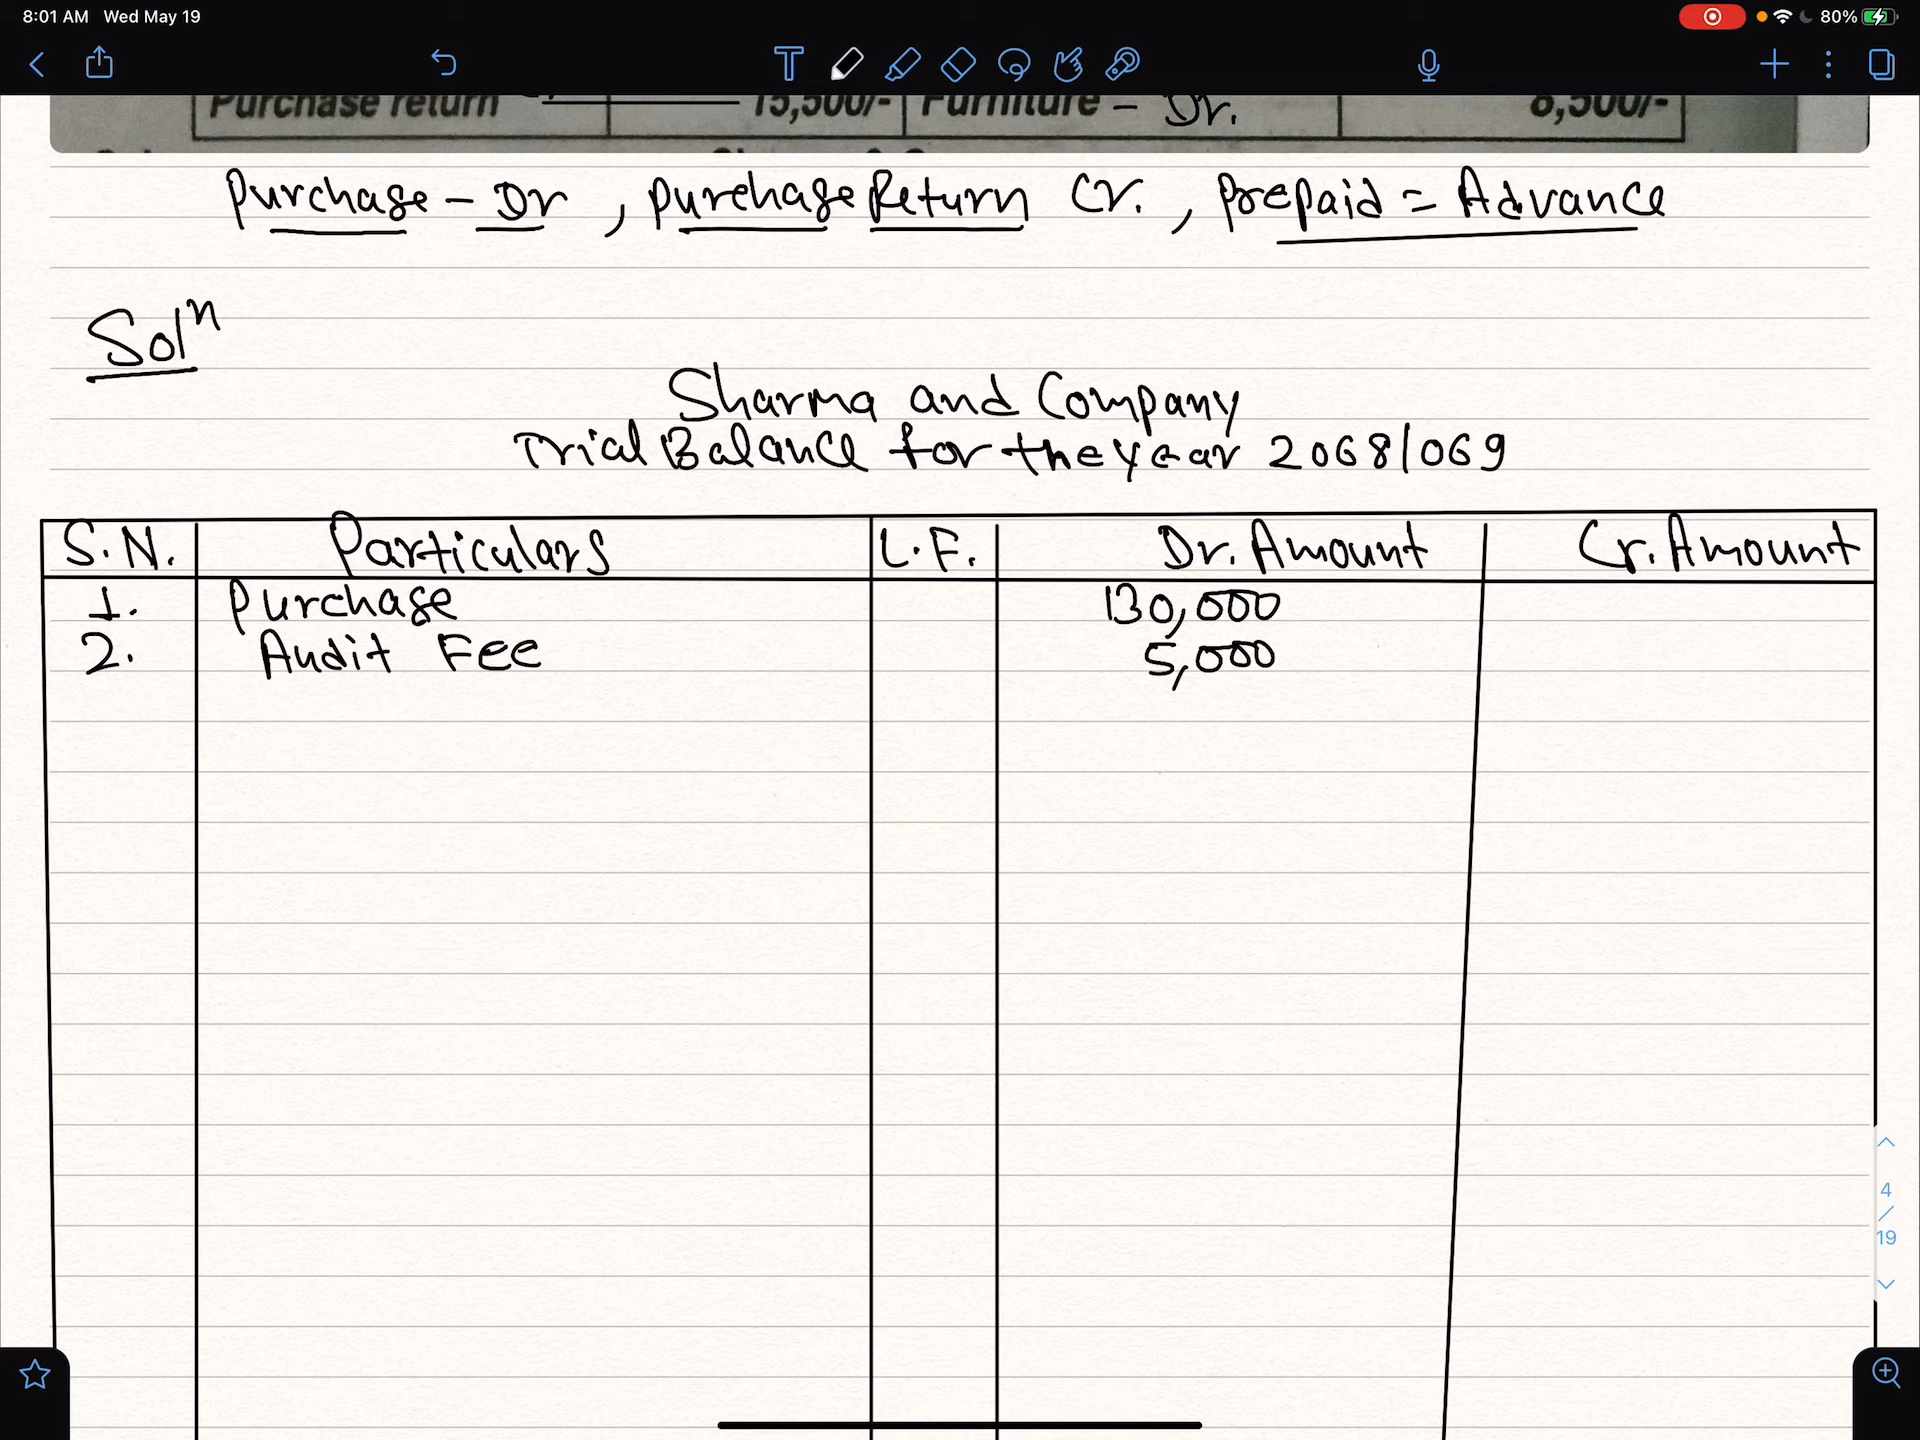 8:01 AM Wed May 19 80%
Purchase return 15,500/- Furniture - Dr. 8,500/-
Purchase - Dr , Purchase Return Cr. , Prepaid = Advance
Solⁿ
Sharma and Company
Trial Balance for the year 2068/069
S.N. Particulars L.F. Dr. Amount Cr. Amount
1. Purchase 130,000
2. Audit Fee 5,000
4
/
19